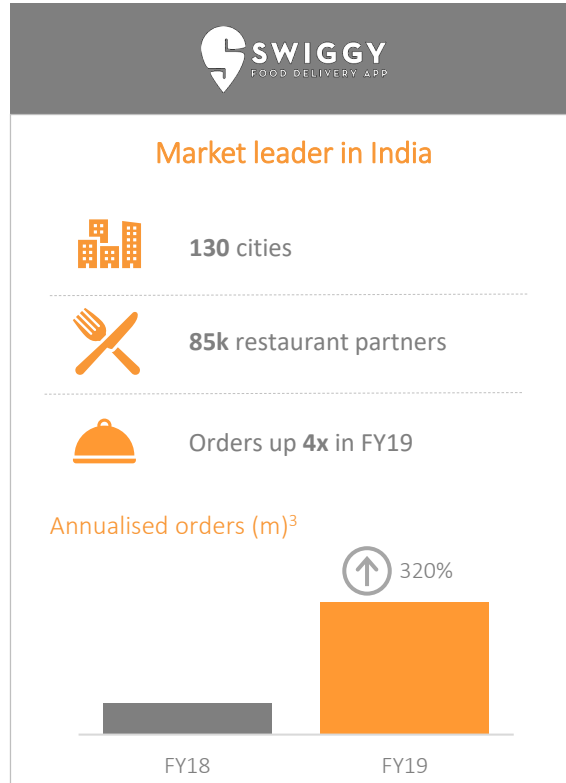 SWIGGY
FOOD DELIVERY APP
Market leader in India
130 cities
85k restaurant partners
Orders up 4x in FY19
Annualised orders (m)³
320%
FY18
FY19